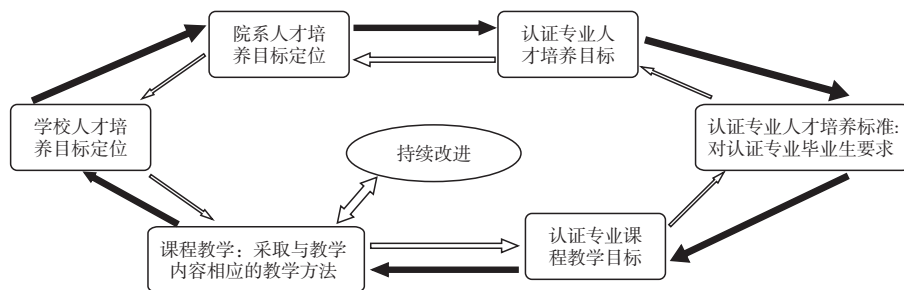 院系人才培
养目标定位
认证专业人
才培养目标
学校人才培
养目标定位
持续改进
认证专业人才培养标准:
对认证专业毕业生要求
课程教学：采取与教学
内容相应的教学方法
认证专业课
程教学目标